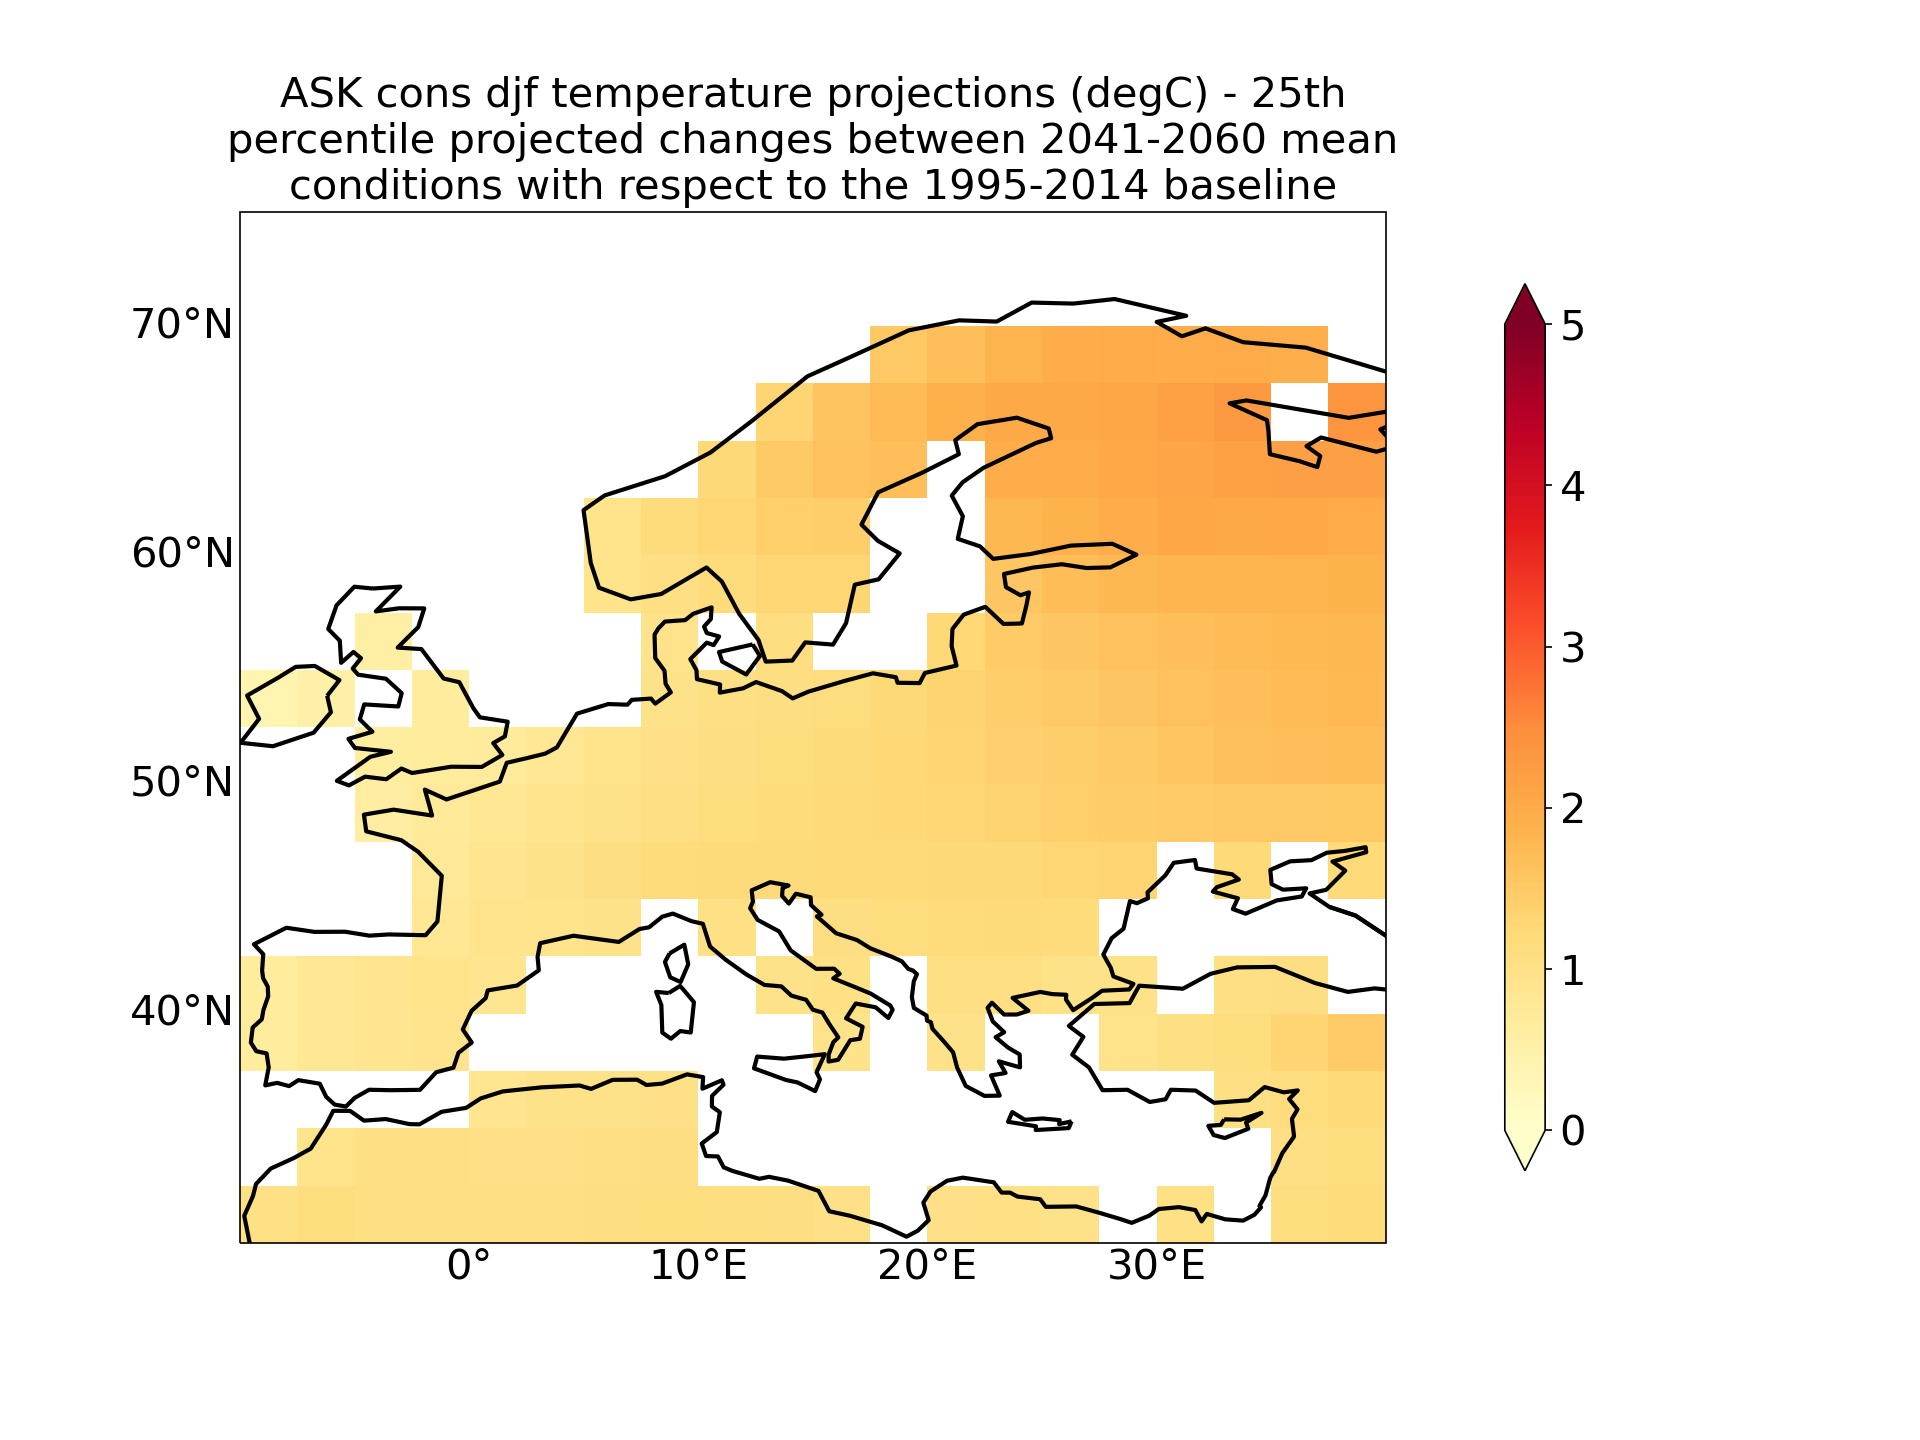 ASK cons djf temperature projections (degC) - 25th
percentile projected changes between 2041-2060 mean
conditions with respect to the 1995-2014 baseline
70°N
60°N
50°N
40°N
0°
10°E
20°E
30°E
5
4
3
2
1
0